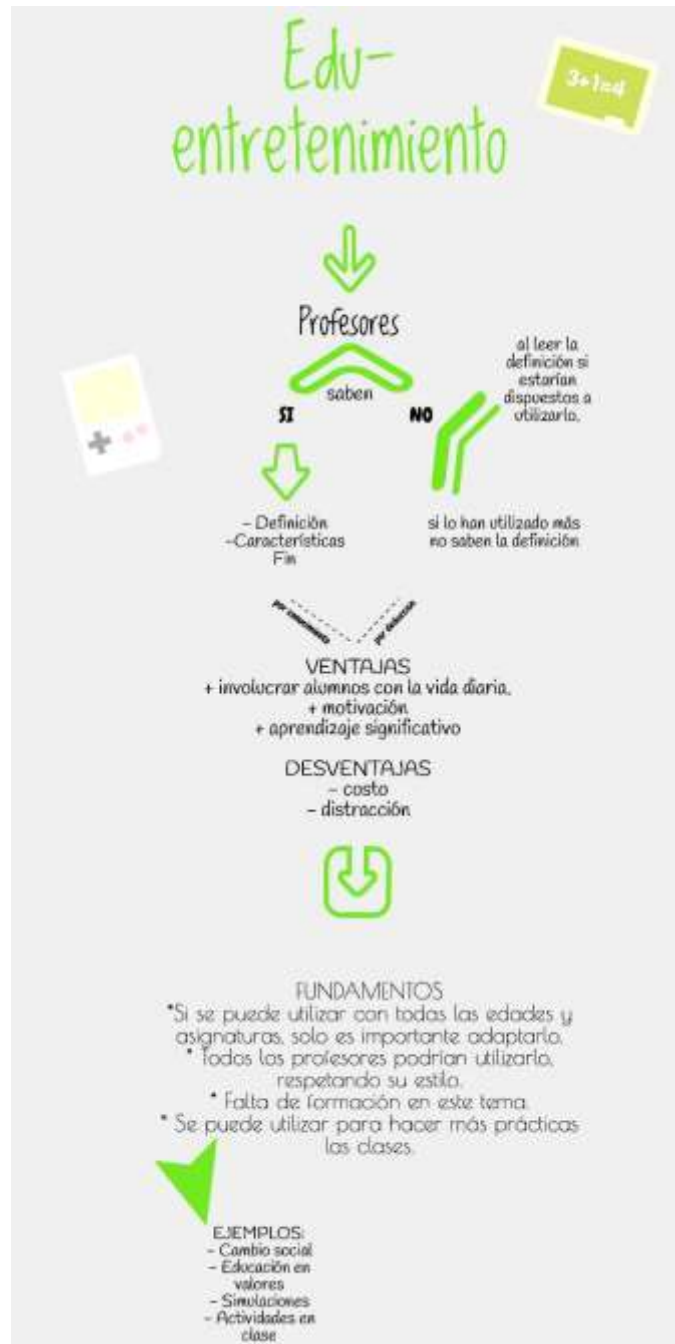 Edu-
entretenimiento
3+1=4
Profesores
saben
SI
NO
al leer la
definición si
estarían
dispuestos a
utilizarlo.
- Definición
-Características
Fin
si lo han utilizado más
no saben la definición
por conocimiento
por deducción
VENTAJAS
+ involucrar alumnos con la vida diaria.
+ motivación
+ aprendizaje significativo
DESVENTAJAS
- costo
- distracción
FUNDAMENTOS
*Si se puede utilizar con todas las edades y
asignaturas, solo es importante adaptarlo.
* Todos los profesores podrían utilizarlo,
respetando su estilo.
* Falta de formación en este tema.
* Se puede utilizar para hacer más prácticas
las clases.
EJEMPLOS:
- Cambio social
- Educación en
valores
- Simulaciones
- Actividades en
clase